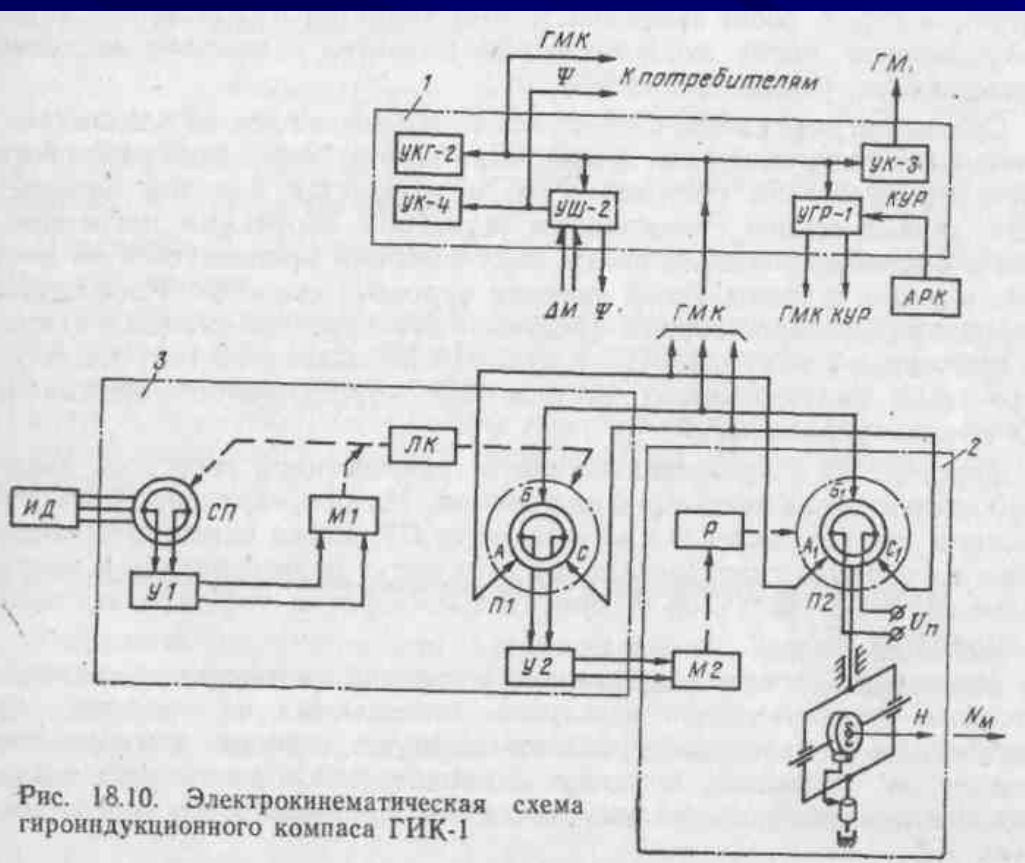 ГМК
Ψ
К потребителям
ГМК
1
УКГ-2
УК-4
УШ-2
УК-3
КУР
УГР-1
АРК
ΔМ Ψ
ГМК
ГМК КУР
3
ЛК
2
ИД
СП
М1
Б
А С
П1
Р
Б1
А1 С1
П2
Uп
У1
У2
М2
H
Nм
Рис. 18.10. Электрокинематическая схема
гироиндукционного компаса ГИК-1